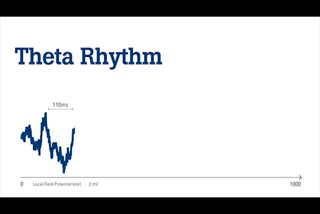 Theta Rhythm
110ms
0 Local Field Potential (mV) 2 mV 1000